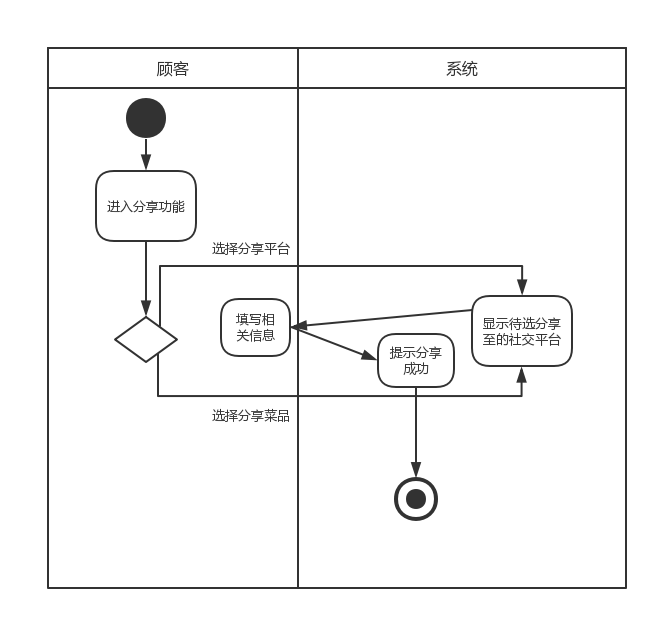 顾客
系统
进入分享功能
选择分享平台
填写相
关信息
显示待选分享
至的社交平台
提示分享
成功
选择分享菜品